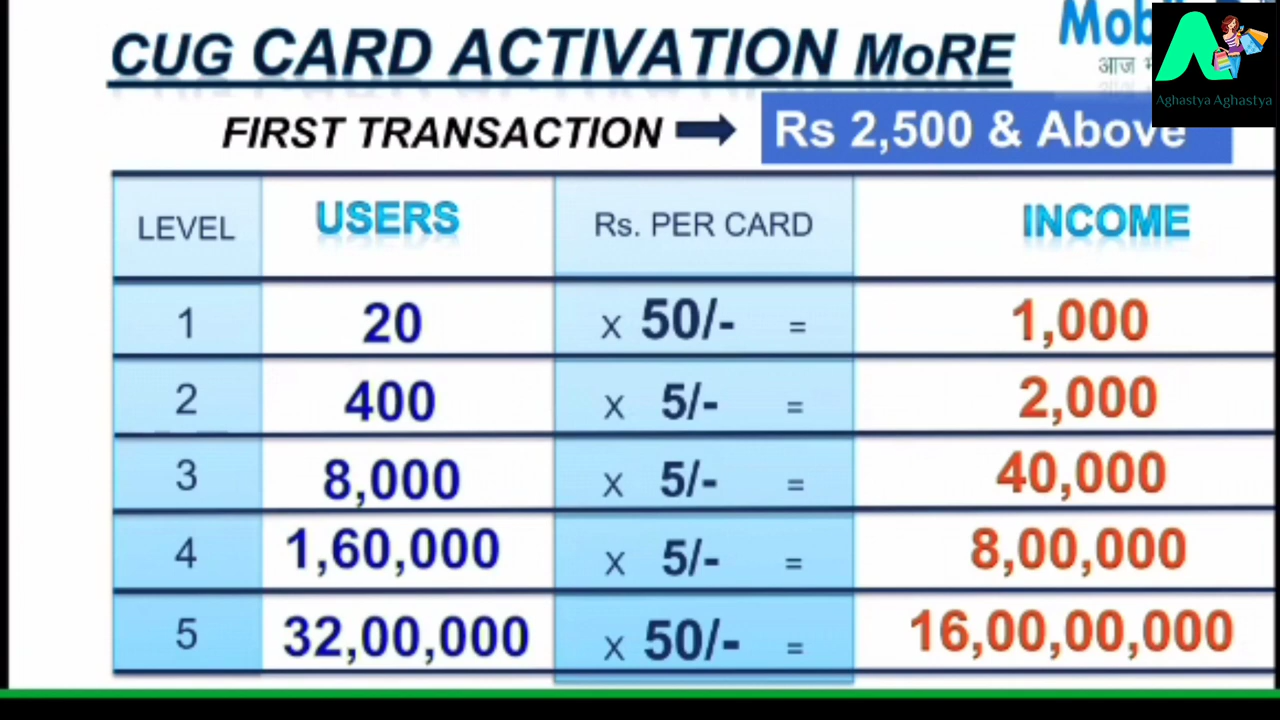 CUG CARD ACTIVATION MoRE
आज
Aghastya Aghastya
FIRST TRANSACTION Rs 2,500 & Above
LEVEL USERS Rs. PER CARD INCOME
1 20 x 50/- = 1,000
2 400 x 5/- = 2,000
3 8,000 x 5/- = 40,000
4 1,60,000 x 5/- = 8,00,000
5 32,00,000 x 50/- = 16,00,00,000